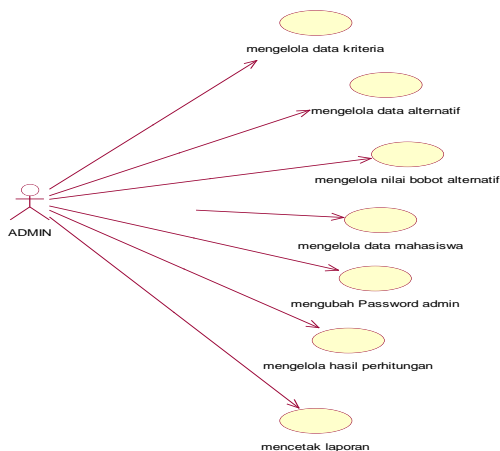 mengelola data kriteria
mengelola data alternatif
mengelola nilai bobot alternatif
ADMIN
mengelola data mahasiswa
mengubah Password admin
mengelola hasil perhitungan
mencetak laporan